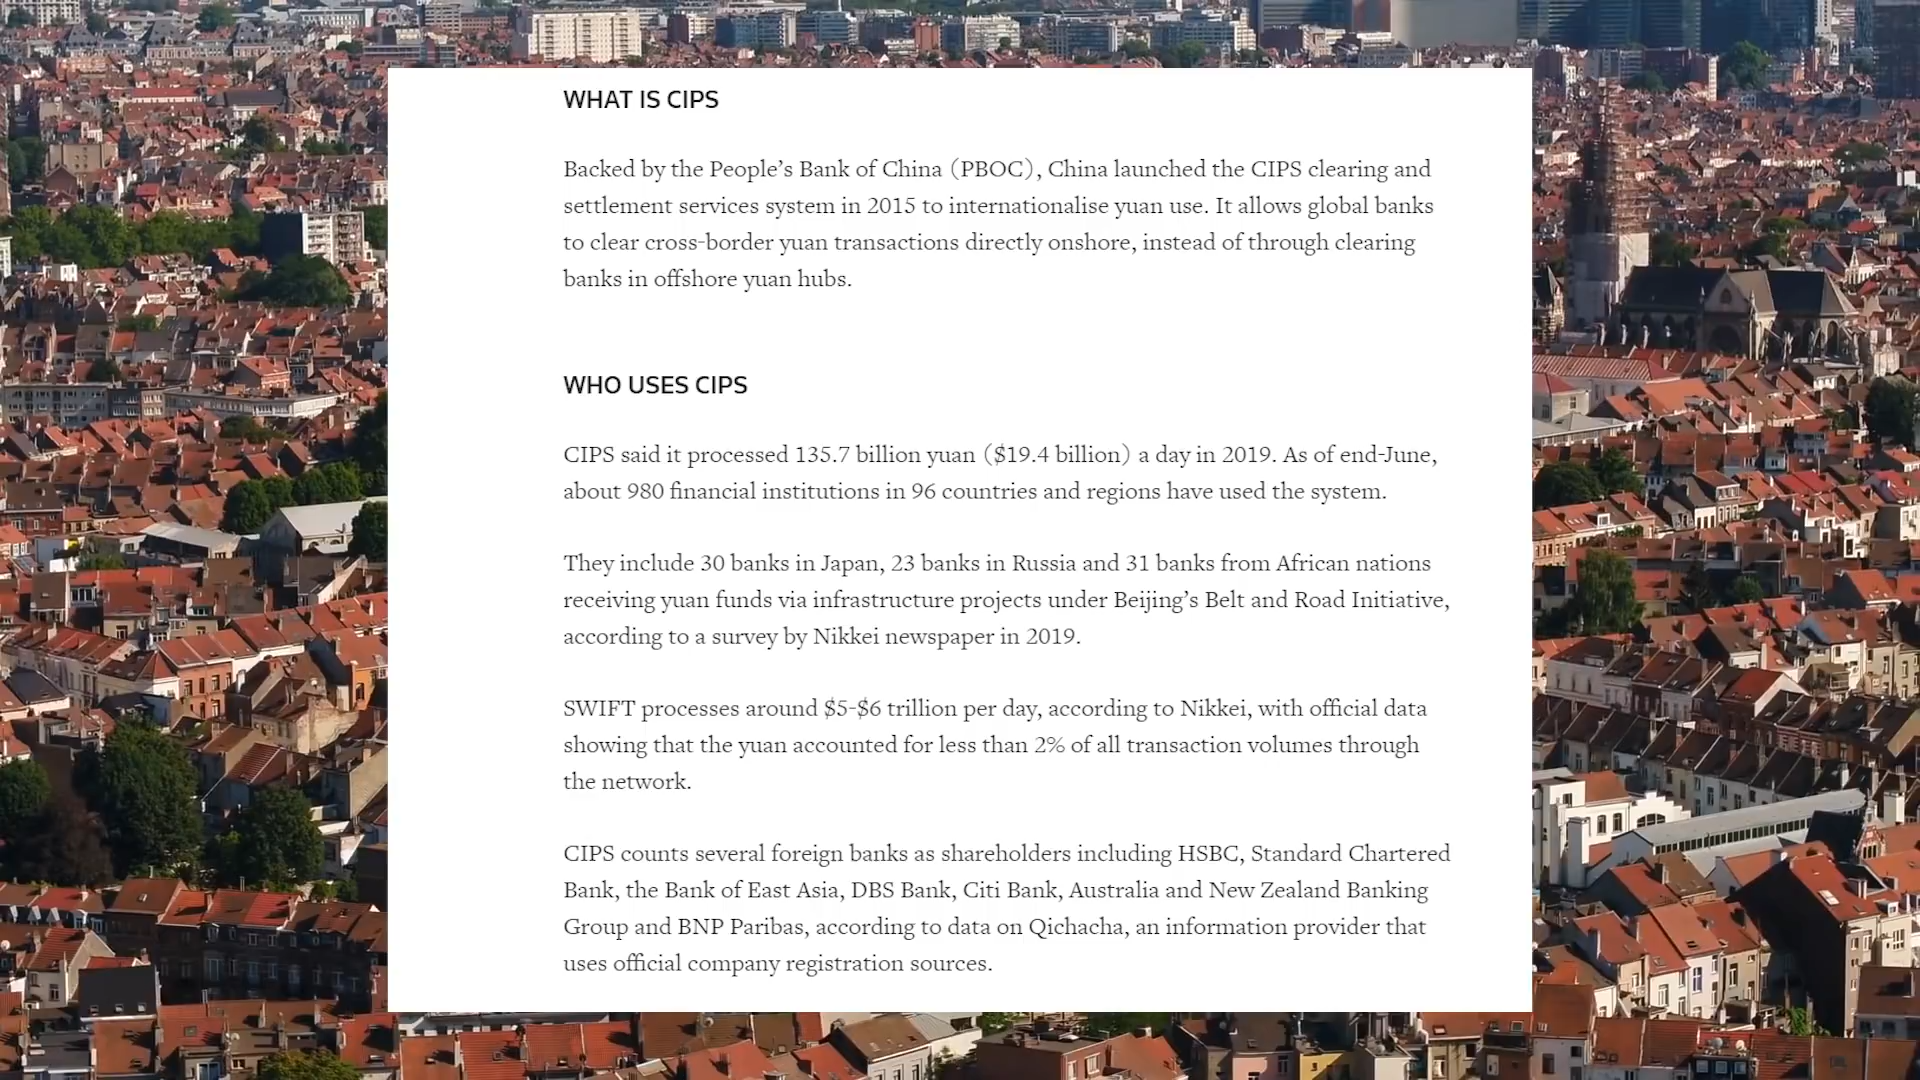 WHAT IS CIPS
Backed by the People’s Bank of China (PBOC), China launched the CIPS clearing and
settlement services system in 2015 to internationalise yuan use. It allows global banks
to clear cross-border yuan transactions directly onshore, instead of through clearing
banks in offshore yuan hubs.
WHO USES CIPS
CIPS said it processed 135.7 billion yuan ($19.4 billion) a day in 2019. As of end-June,
about 980 financial institutions in 96 countries and regions have used the system.
They include 30 banks in Japan, 23 banks in Russia and 31 banks from African nations
receiving yuan funds via infrastructure projects under Beijing’s Belt and Road Initiative,
according to a survey by Nikkei newspaper in 2019.
SWIFT processes around $5-$6 trillion per day, according to Nikkei, with official data
showing that the yuan accounted for less than 2% of all transaction volumes through
the network.
CIPS counts several foreign banks as shareholders including HSBC, Standard Chartered
Bank, the Bank of East Asia, DBS Bank, Citi Bank, Australia and New Zealand Banking
Group and BNP Paribas, according to data on Qichacha, an information provider that
uses official company registration sources.